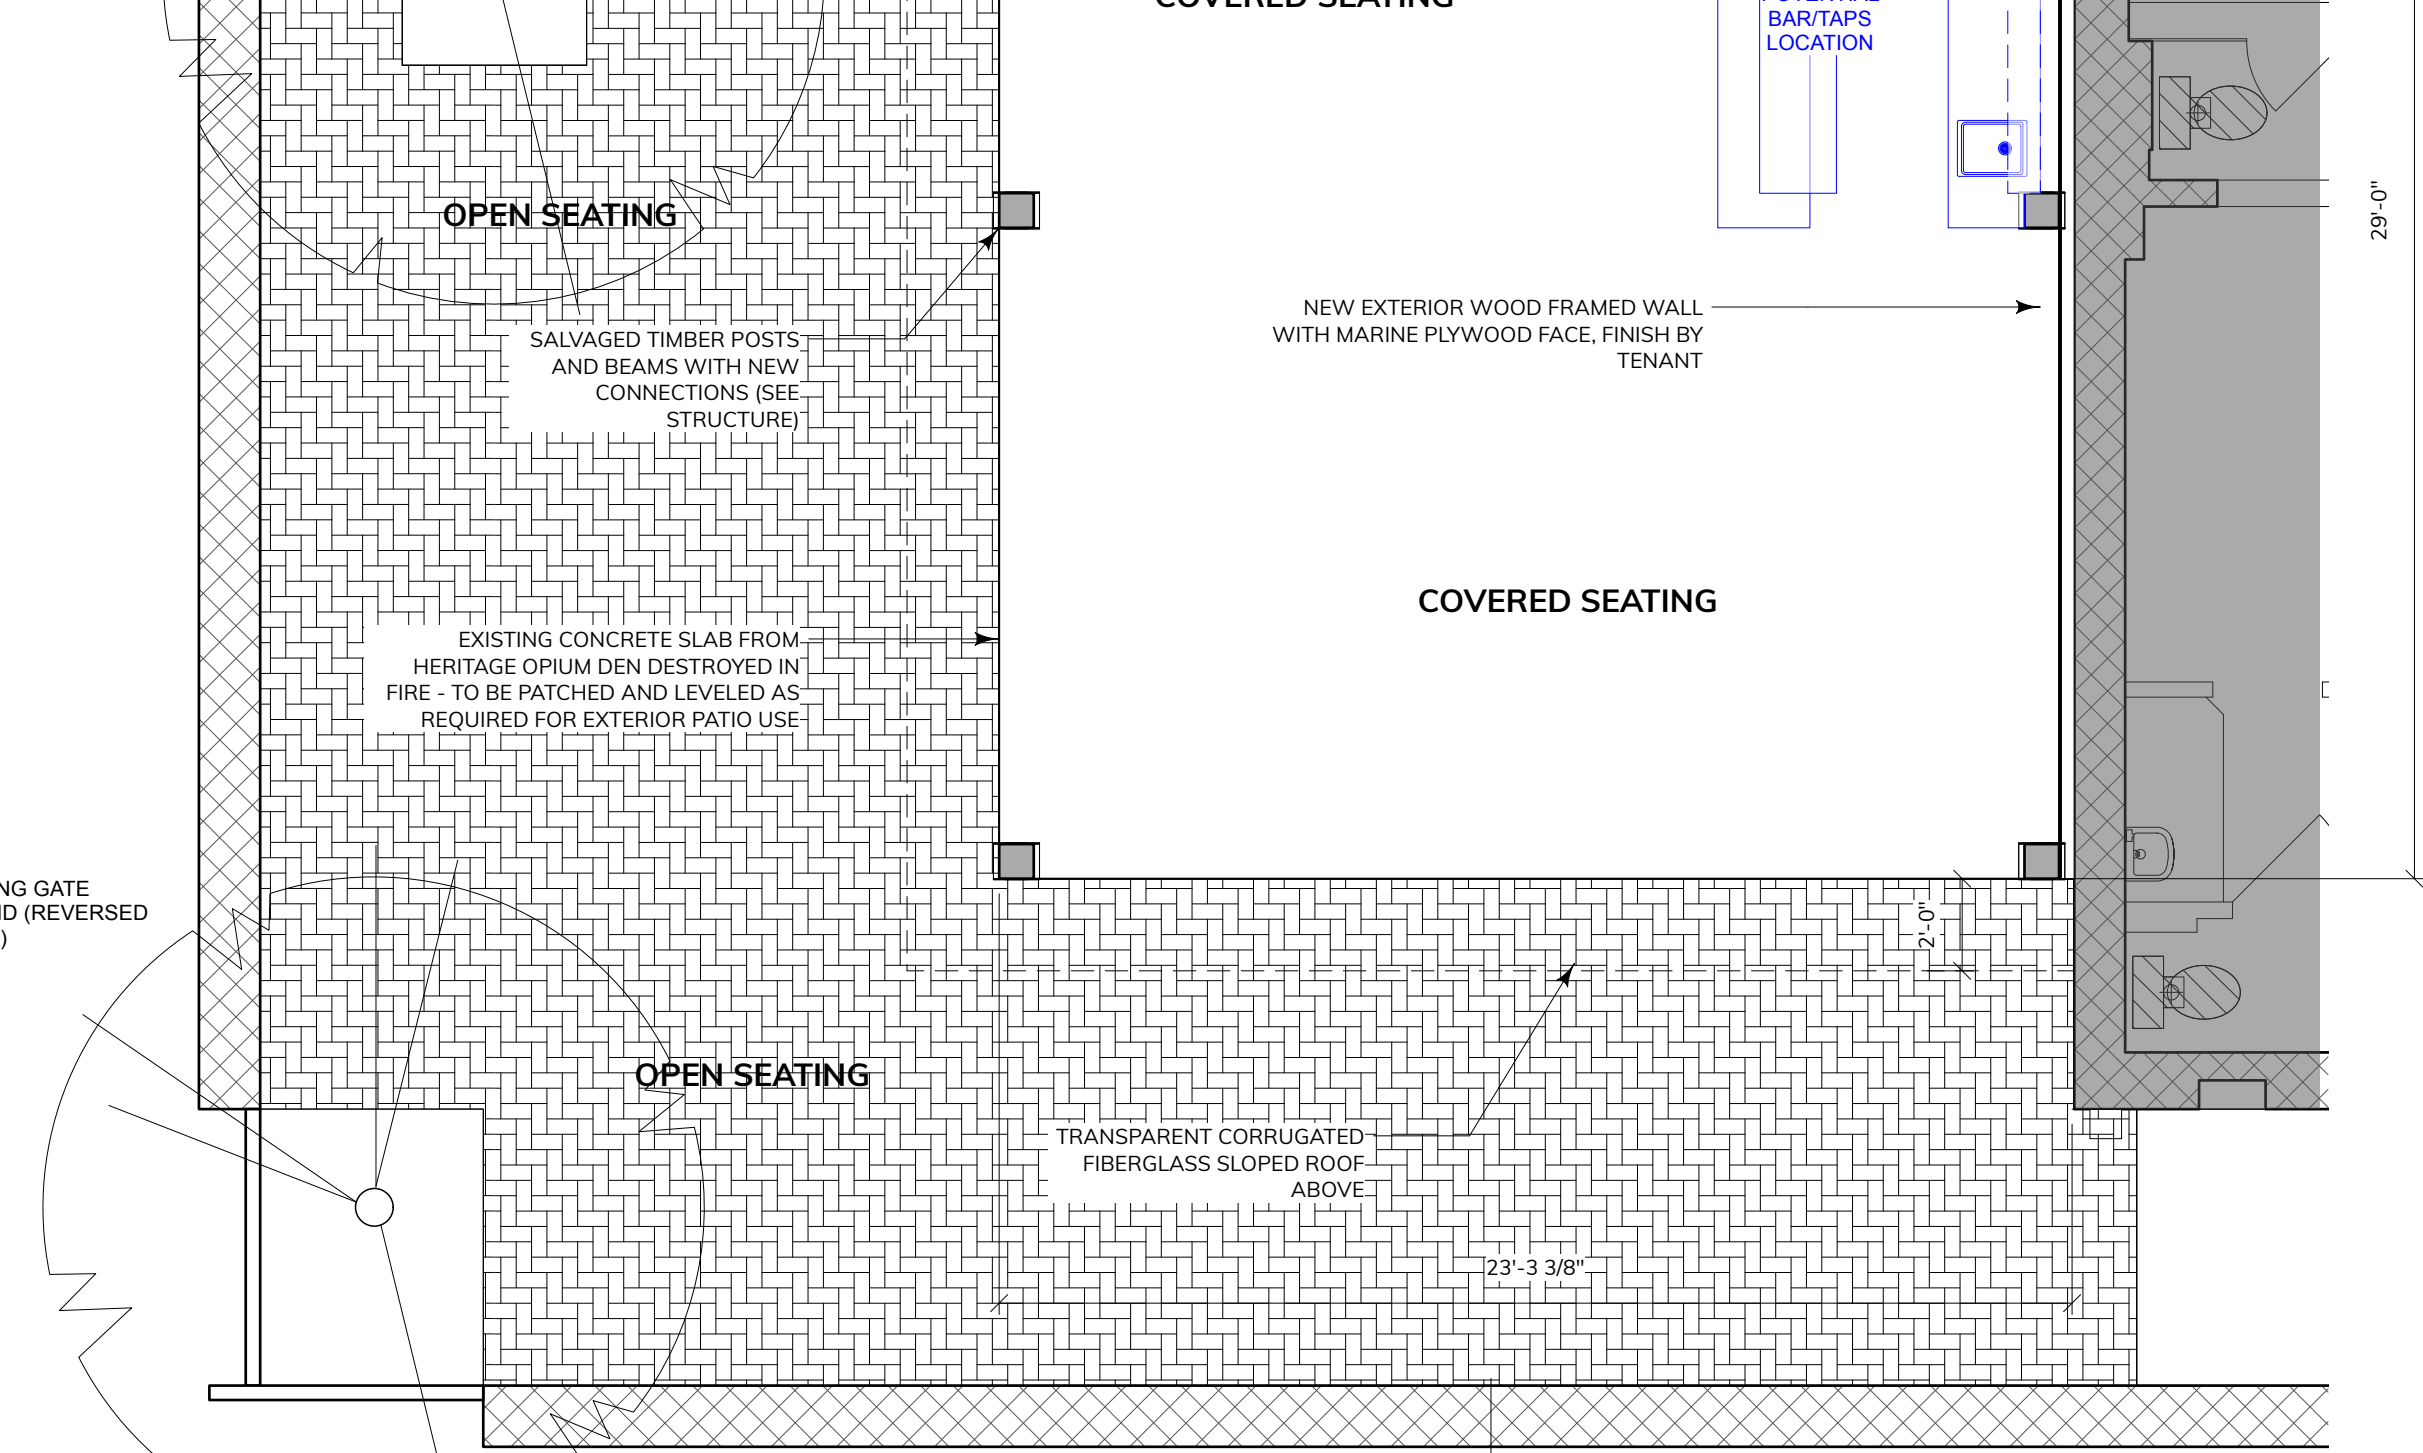 COVERED SEATING
BAR/TAPS
LOCATION
29'-0"
OPEN SEATING
NEW EXTERIOR WOOD FRAMED WALL
WITH MARINE PLYWOOD FACE, FINISH BY
TENANT
SALVAGED TIMBER POSTS
AND BEAMS WITH NEW
CONNECTIONS (SEE
STRUCTURE)
COVERED SEATING
EXISTING CONCRETE SLAB FROM
HERITAGE OPIUM DEN DESTROYED IN
FIRE - TO BE PATCHED AND LEVELED AS
REQUIRED FOR EXTERIOR PATIO USE
NG GATE
(REVERSED
)
2'-0"
OPEN SEATING
TRANSPARENT CORRUGATED
FIBERGLASS SLOPED ROOF
ABOVE
23'-3 3/8"